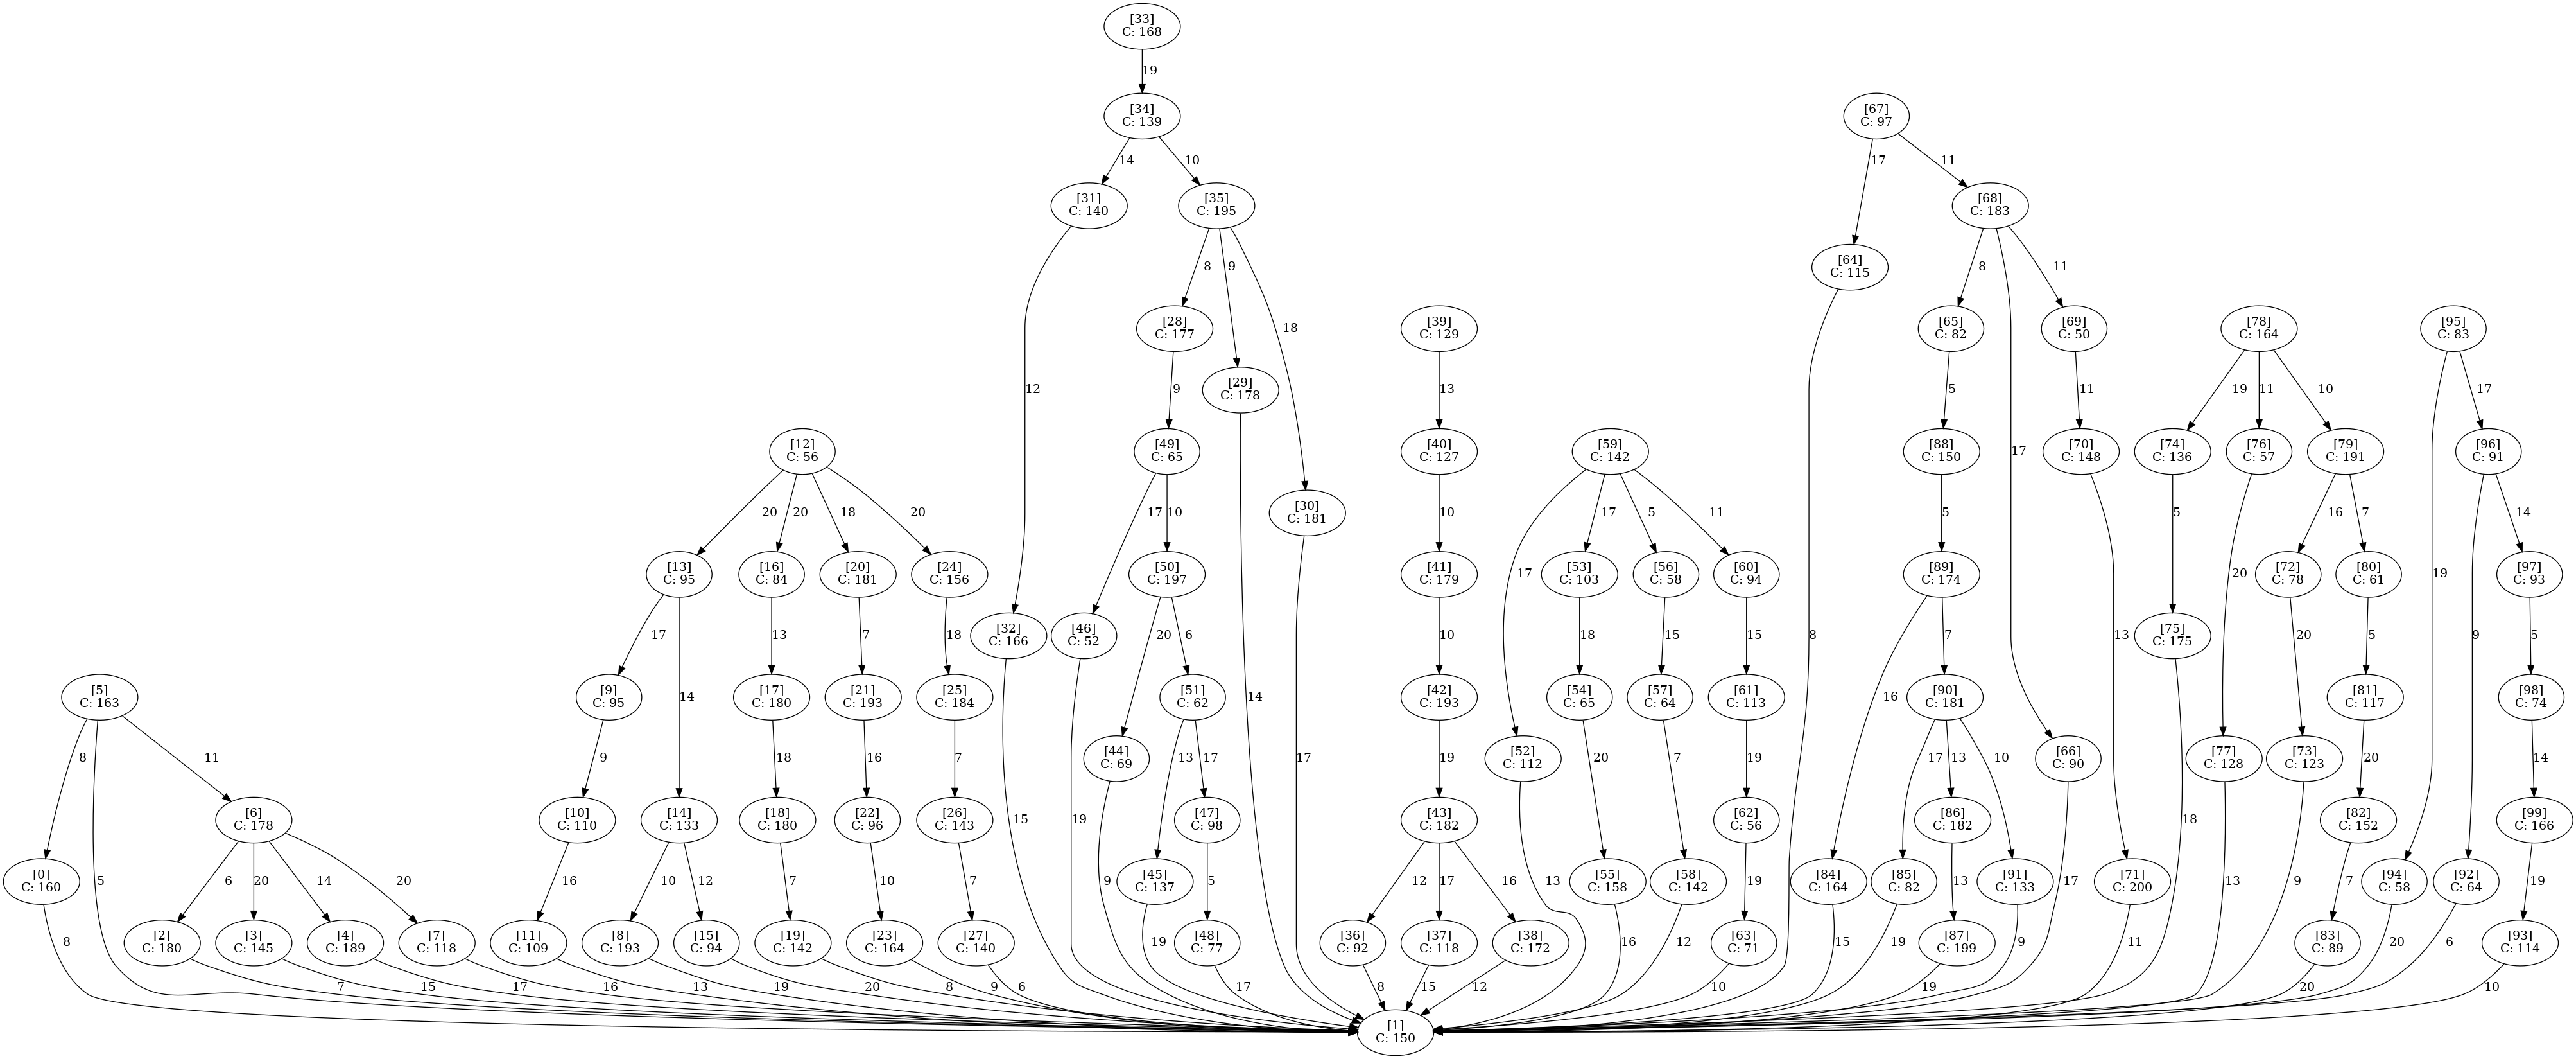 [33]
C: 168
19
[34]
C: 139
[67]
C: 97
14
10
17
11
[31]
C: 140
[35]
C: 195
[68]
C: 183
[64]
C: 115
8
9
18
8
11
[28]
C: 177
[39]
C: 129
[65]
C: 82
[69]
C: 50
[78]
C: 164
[95]
C: 83
[29]
C: 178
12
9
13
5
11
19
11
10
17
[12]
C: 56
[49]
C: 65
[40]
C: 127
[59]
C: 142
[88]
C: 150
17
[70]
C: 148
[74]
C: 136
[76]
C: 57
[79]
C: 191
[96]
C: 91
[30]
C: 181
20
20
18
20
17
10
10
17
5
11
5
5
16
7
14
[13]
C: 95
[16]
C: 84
[20]
C: 181
[24]
C: 156
[50]
C: 197
[41]
C: 179
17
[53]
C: 103
[56]
C: 58
[60]
C: 94
[89]
C: 174
20
[72]
C: 78
[80]
C: 61
19
[97]
C: 93
[32]
C: 166
[46]
C: 52
[75]
C: 175
17
13
7
18
20
6
10
18
15
15
8
7
13
20
5
9
5
[5]
C: 163
[9]
C: 95
14
[17]
C: 180
[21]
C: 193
[25]
C: 184
[51]
C: 62
14
[42]
C: 193
[54]
C: 65
[57]
C: 64
[61]
C: 113
16
[90]
C: 181
[81]
C: 117
[98]
C: 74
[44]
C: 69
[52]
C: 112
[66]
C: 90
[77]
C: 128
[73]
C: 123
8
11
9
18
16
7
13
17
17
19
20
7
19
17
13
10
20
14
[6]
C: 178
[10]
C: 110
[14]
C: 133
[18]
C: 180
[22]
C: 96
[26]
C: 143
15
19
[47]
C: 98
[43]
C: 182
[62]
C: 56
[86]
C: 182
18
[82]
C: 152
[99]
C: 166
[0]
C: 160
5
6
20
14
20
16
10
12
7
10
7
9
[45]
C: 137
5
12
17
16
13
[55]
C: 158
[58]
C: 142
19
[84]
C: 164
[85]
C: 82
13
[91]
C: 133
[71]
C: 200
13
9
7
[94]
C: 58
[92]
C: 64
19
8
[2]
C: 180
[3]
C: 145
[4]
C: 189
[7]
C: 118
[11]
C: 109
[8]
C: 193
[15]
C: 94
[19]
C: 142
[23]
C: 164
[27]
C: 140
19
[48]
C: 77
[36]
C: 92
[37]
C: 118
[38]
C: 172
16
12
[63]
C: 71
15
19
[87]
C: 199
9
17
11
[83]
C: 89
20
6
[93]
C: 114
7
15
17
16
13
19
20
8
9
6
17
8
15
12
10
19
20
10
[1]
C: 150